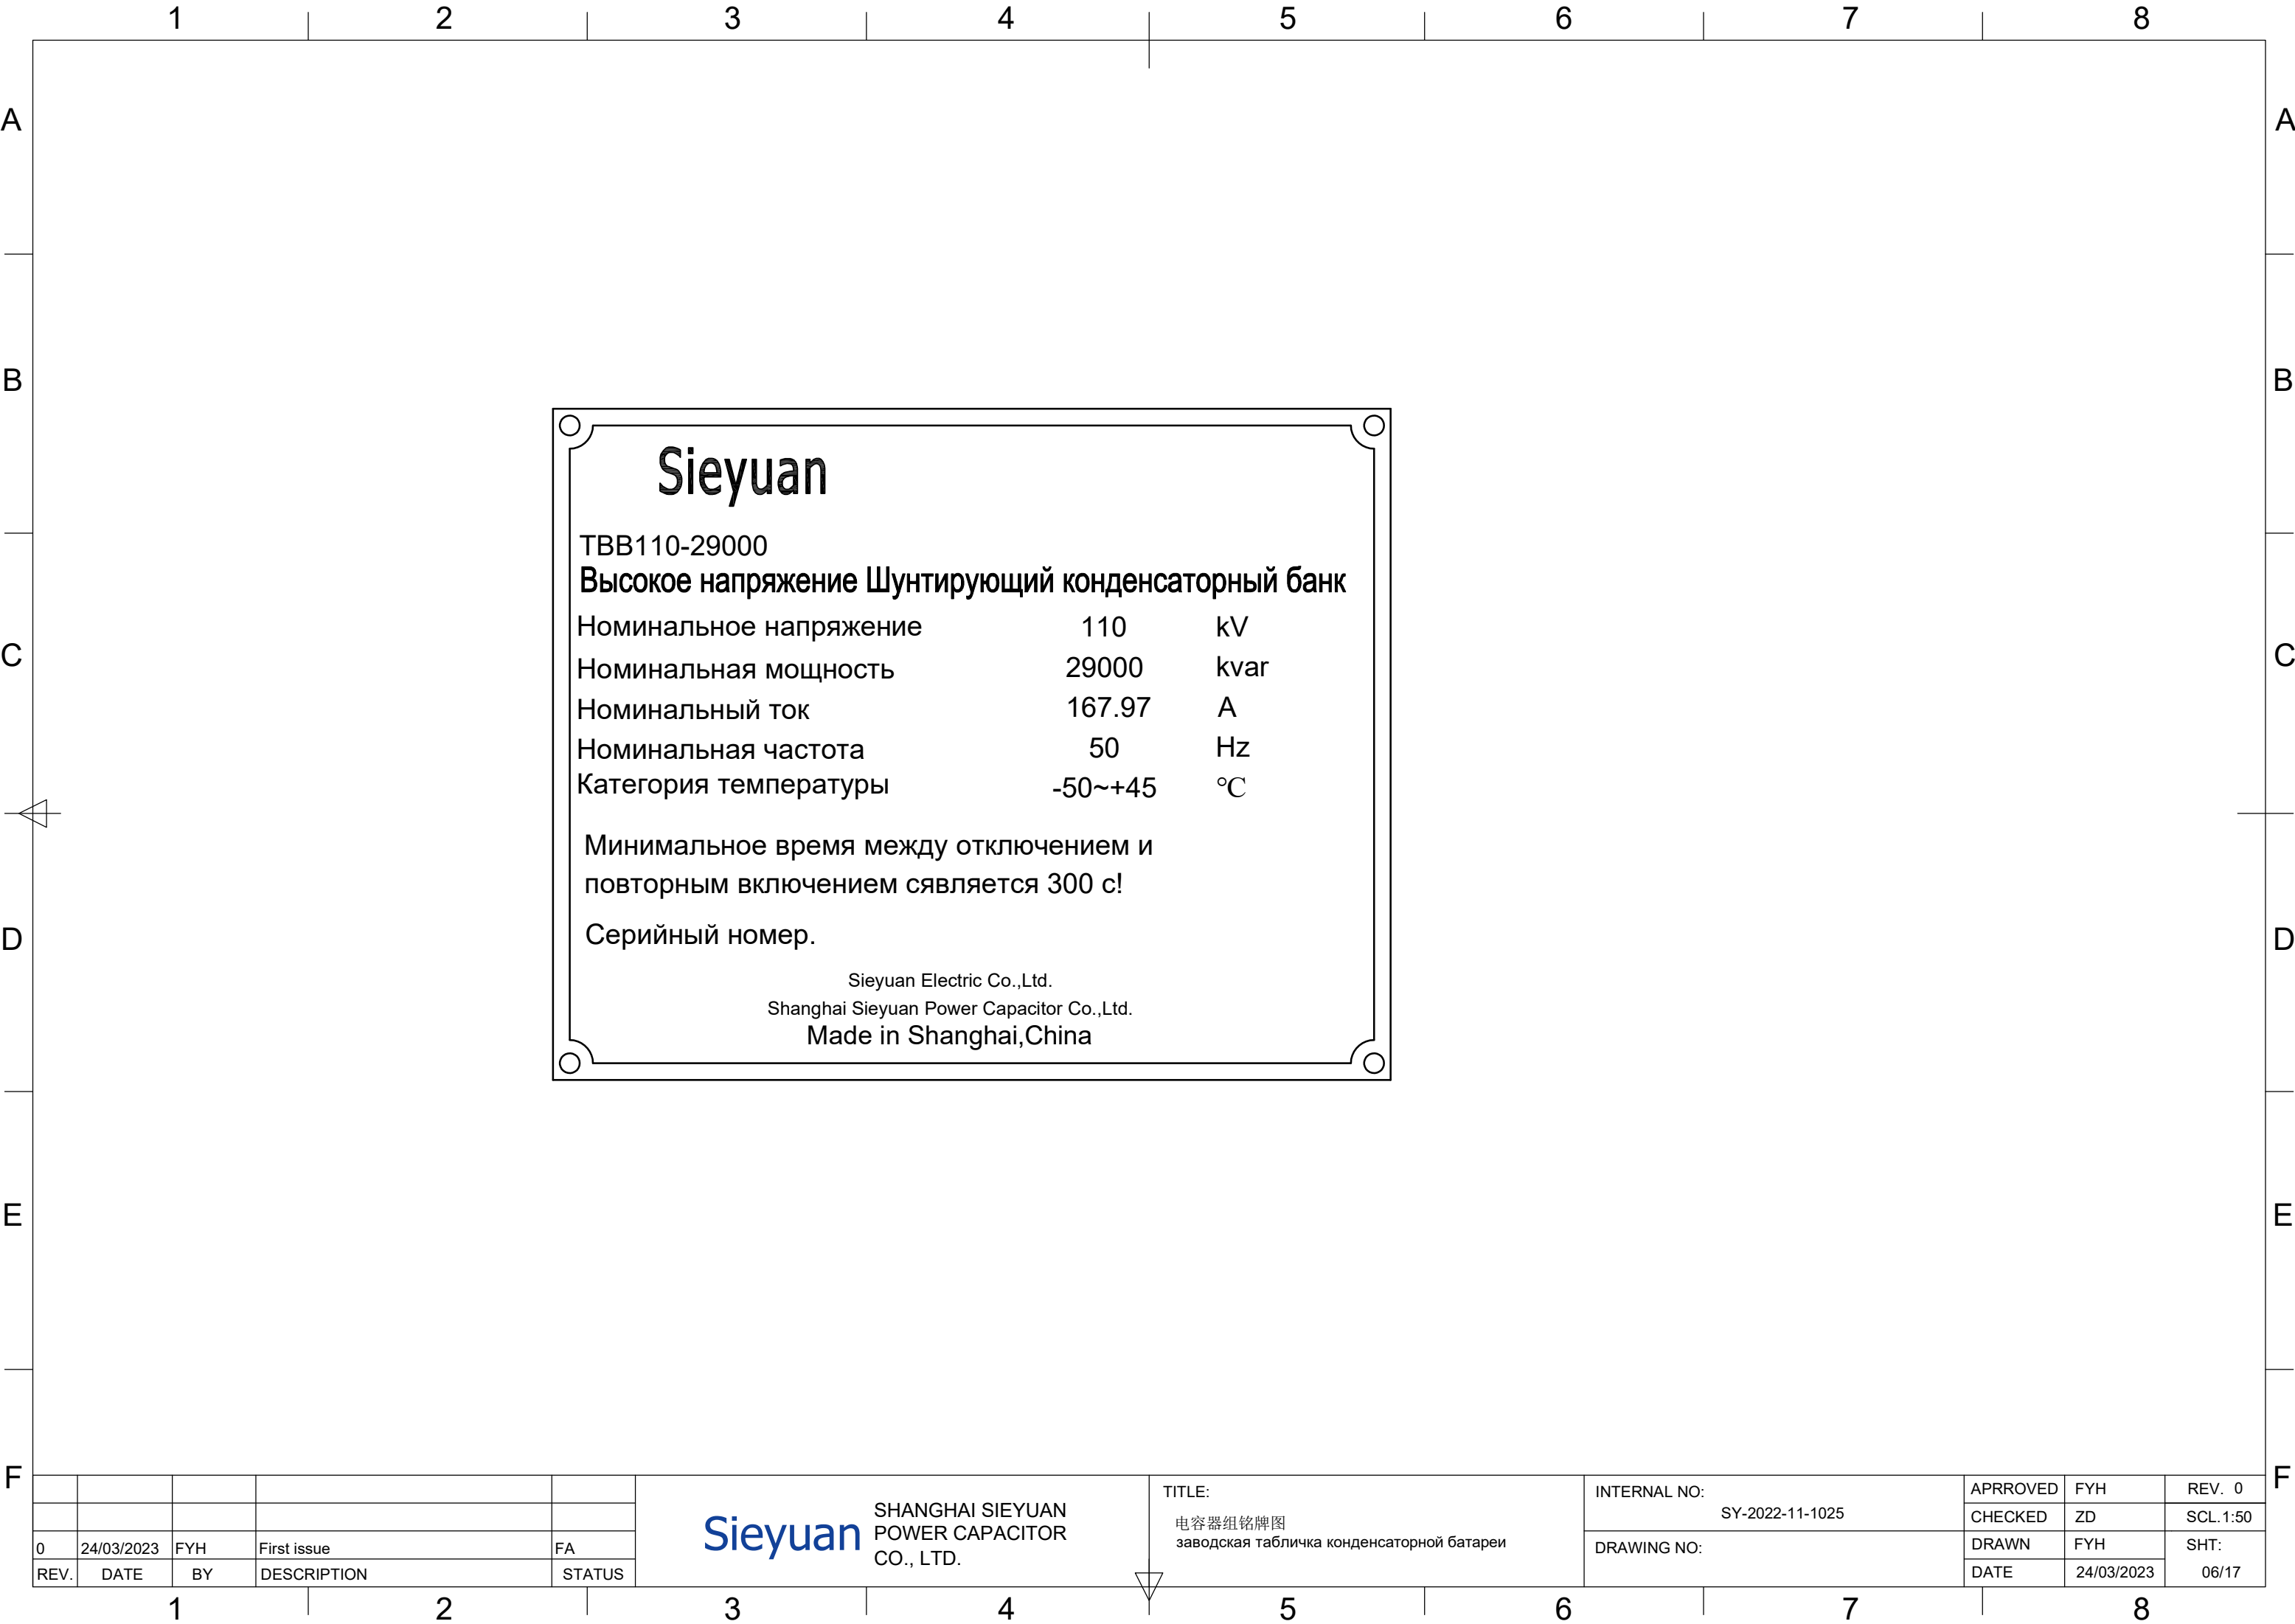 1 2 3 4 5 6 7 8
A A
B B
C C
D D
E E
F F
Sieyuan
TBB110-29000
Высокое напряжение Шунтирующий конденсаторный банк
Номинальное напряжение 110 kV
Номинальная мощность 29000 kvar
Номинальный ток 167.97 A
Номинальная частота 50 Hz
Категория температуры -50~+45 ℃
Минимальное время между отключением и
повторным включением сявляется 300 с!
Серийный номер.
Sieyuan Electric Co.,Ltd.
Shanghai Sieyuan Power Capacitor Co.,Ltd.
Made in Shanghai,China
0 24/03/2023 FYH First issue FA
REV. DATE BY DESCRIPTION STATUS
Sieyuan
SHANGHAI SIEYUAN
POWER CAPACITOR
CO., LTD.
TITLE:
电容器组铭牌图
заводская табличка конденсаторной батареи
INTERNAL NO:
SY-2022-11-1025
DRAWING NO:
APRROVED FYH REV. 0
CHECKED ZD SCL.1:50
DRAWN FYH SHT:
DATE 24/03/2023 06/17
1 2 3 4 5 6 7 8